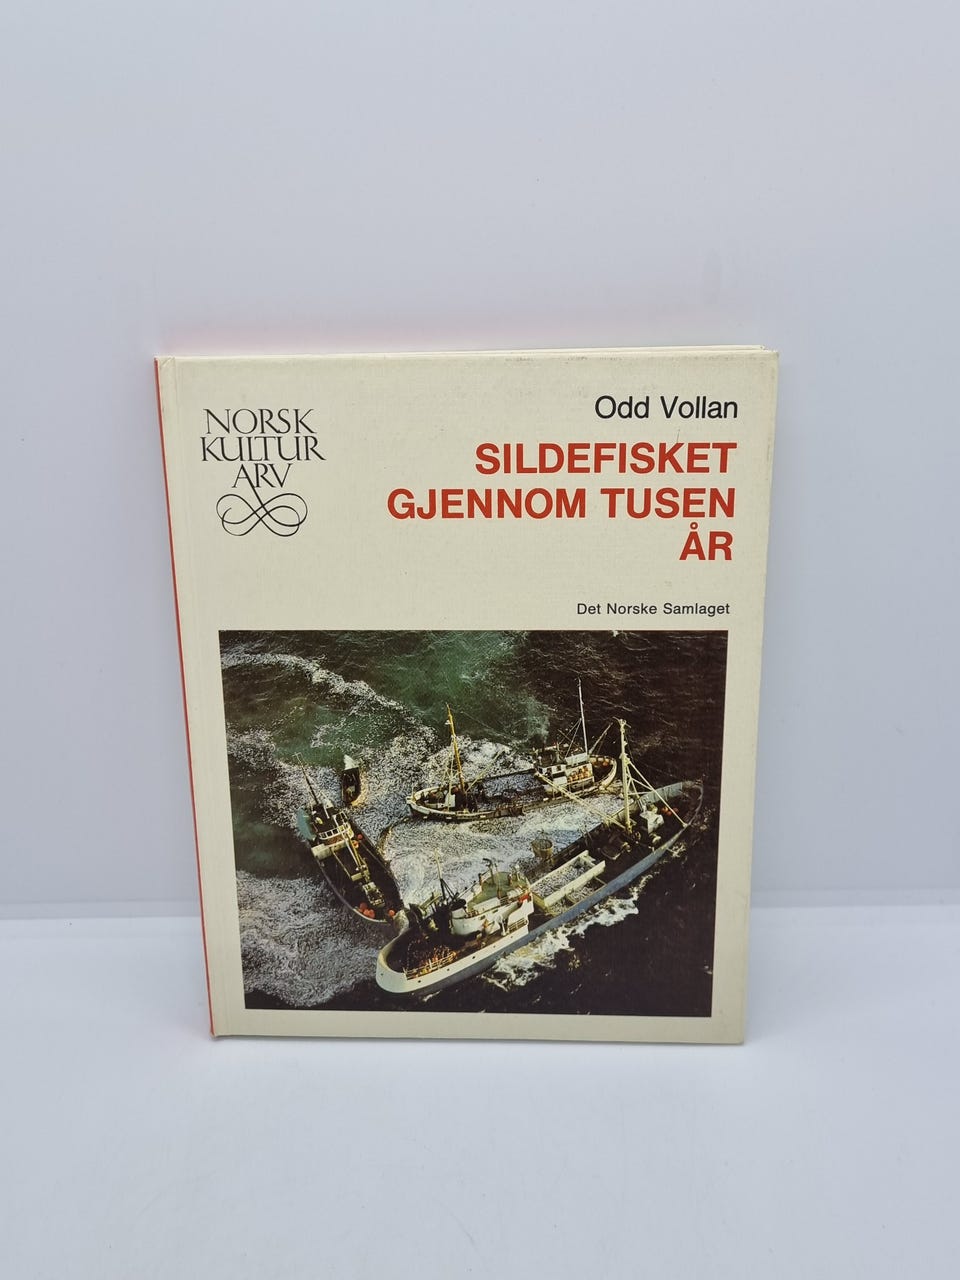 NORSK
KULTUR
ARV
Odd Vollan
SILDEFISKET
GJENNOM TUSEN
ÅR
Det Norske Samlaget